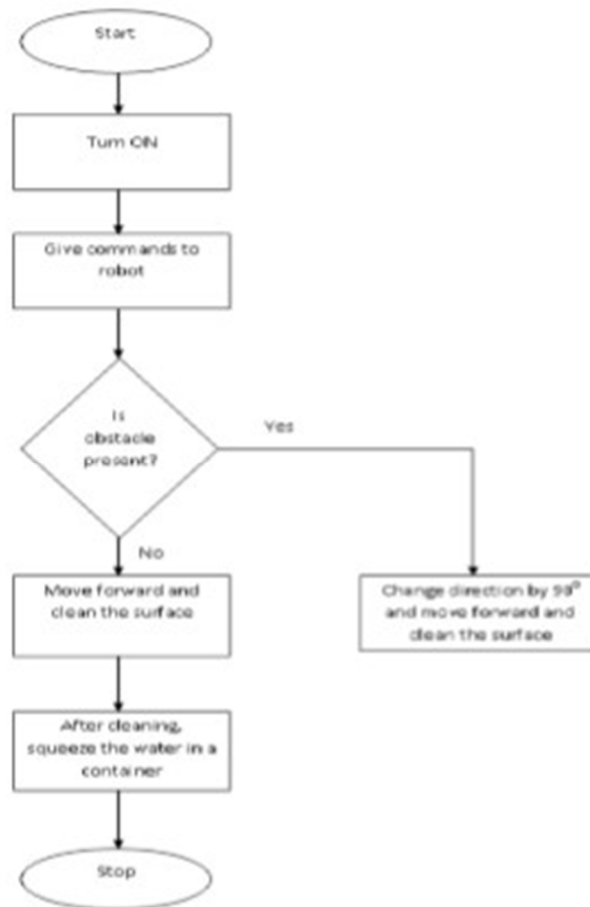 Start
Turn ON
Give commands to
robot
Is
obstacle
present?
Yes
No
Move forward and
clean the surface
Change direction by 90°
and move forward and
clean the surface
After cleaning,
squeeze the water in a
container
Stop